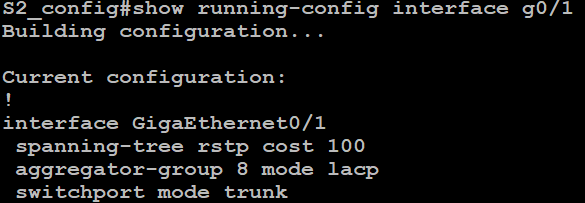 S2_config#show running-config interface g0/1
Building configuration...
Current configuration:
!
interface GigaEthernet0/1
 spanning-tree rstp cost 100
 aggregator-group 8 mode lacp
 switchport mode trunk